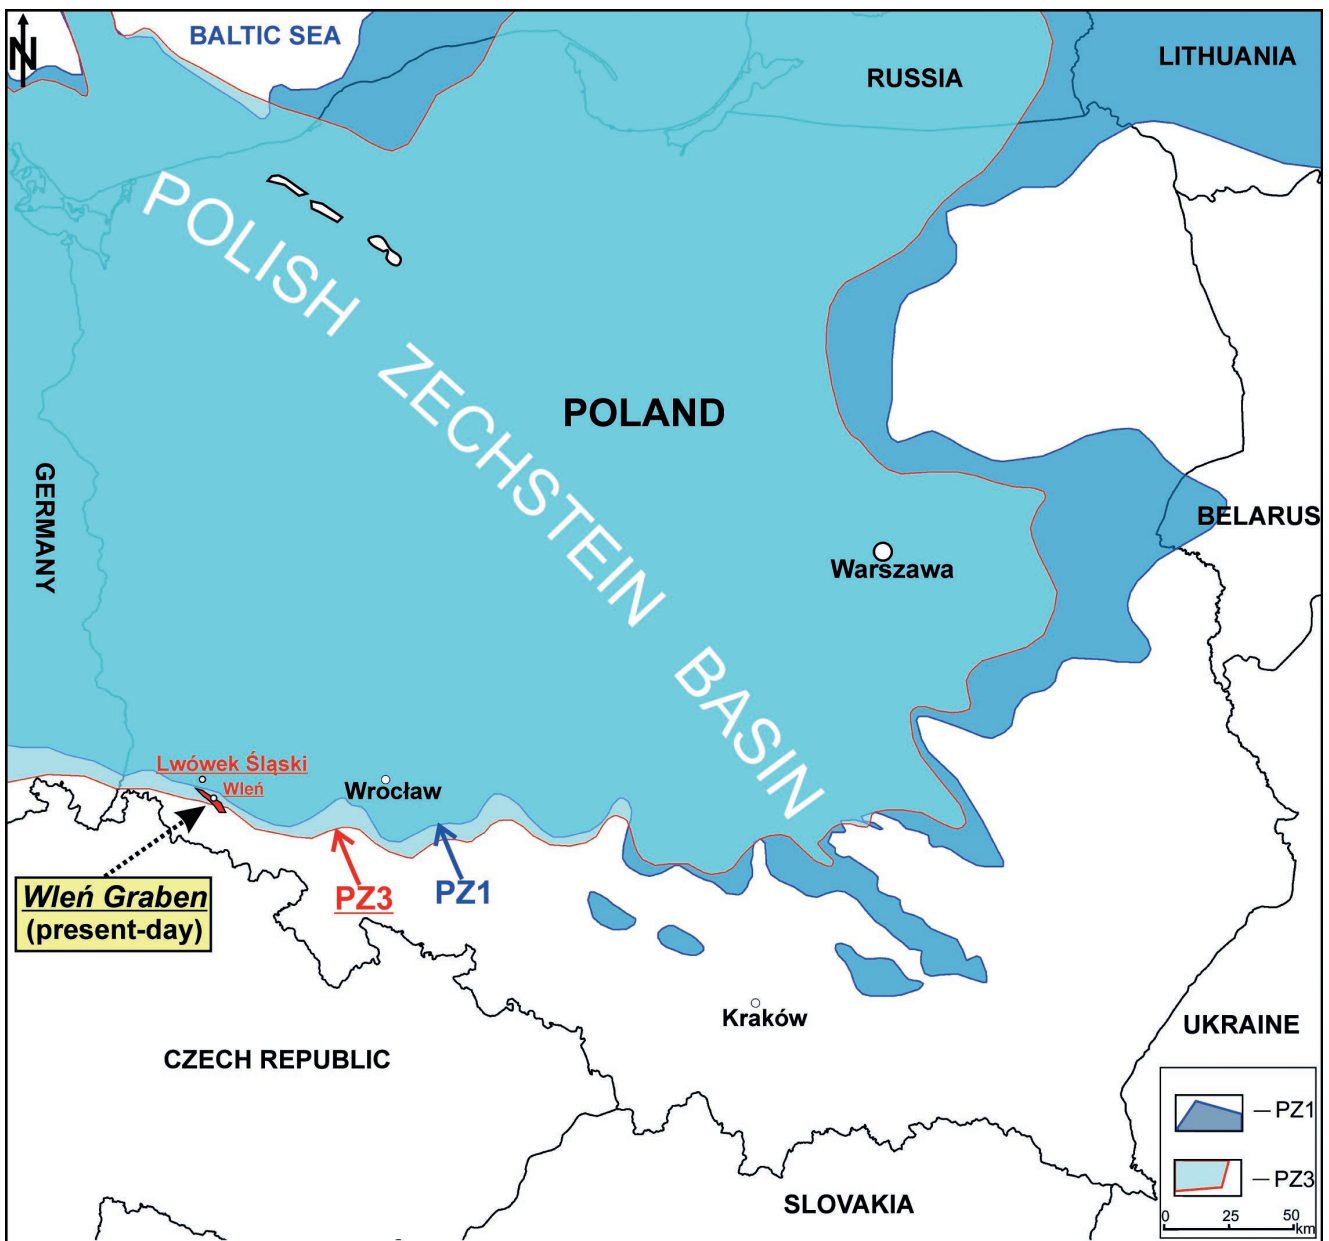 N
BALTIC SEA
RUSSIA
LITHUANIA
POLISH ZECHSTEIN BASIN
POLAND
GERMANY
BELARUS
Warszawa
Lwówek Śląski
Wleń
Wrocław
Wleń Graben
(present-day)
PZ3
PZ1
Kraków
UKRAINE
CZECH REPUBLIC
SLOVAKIA
— PZ1
— PZ3
0 25 50
km